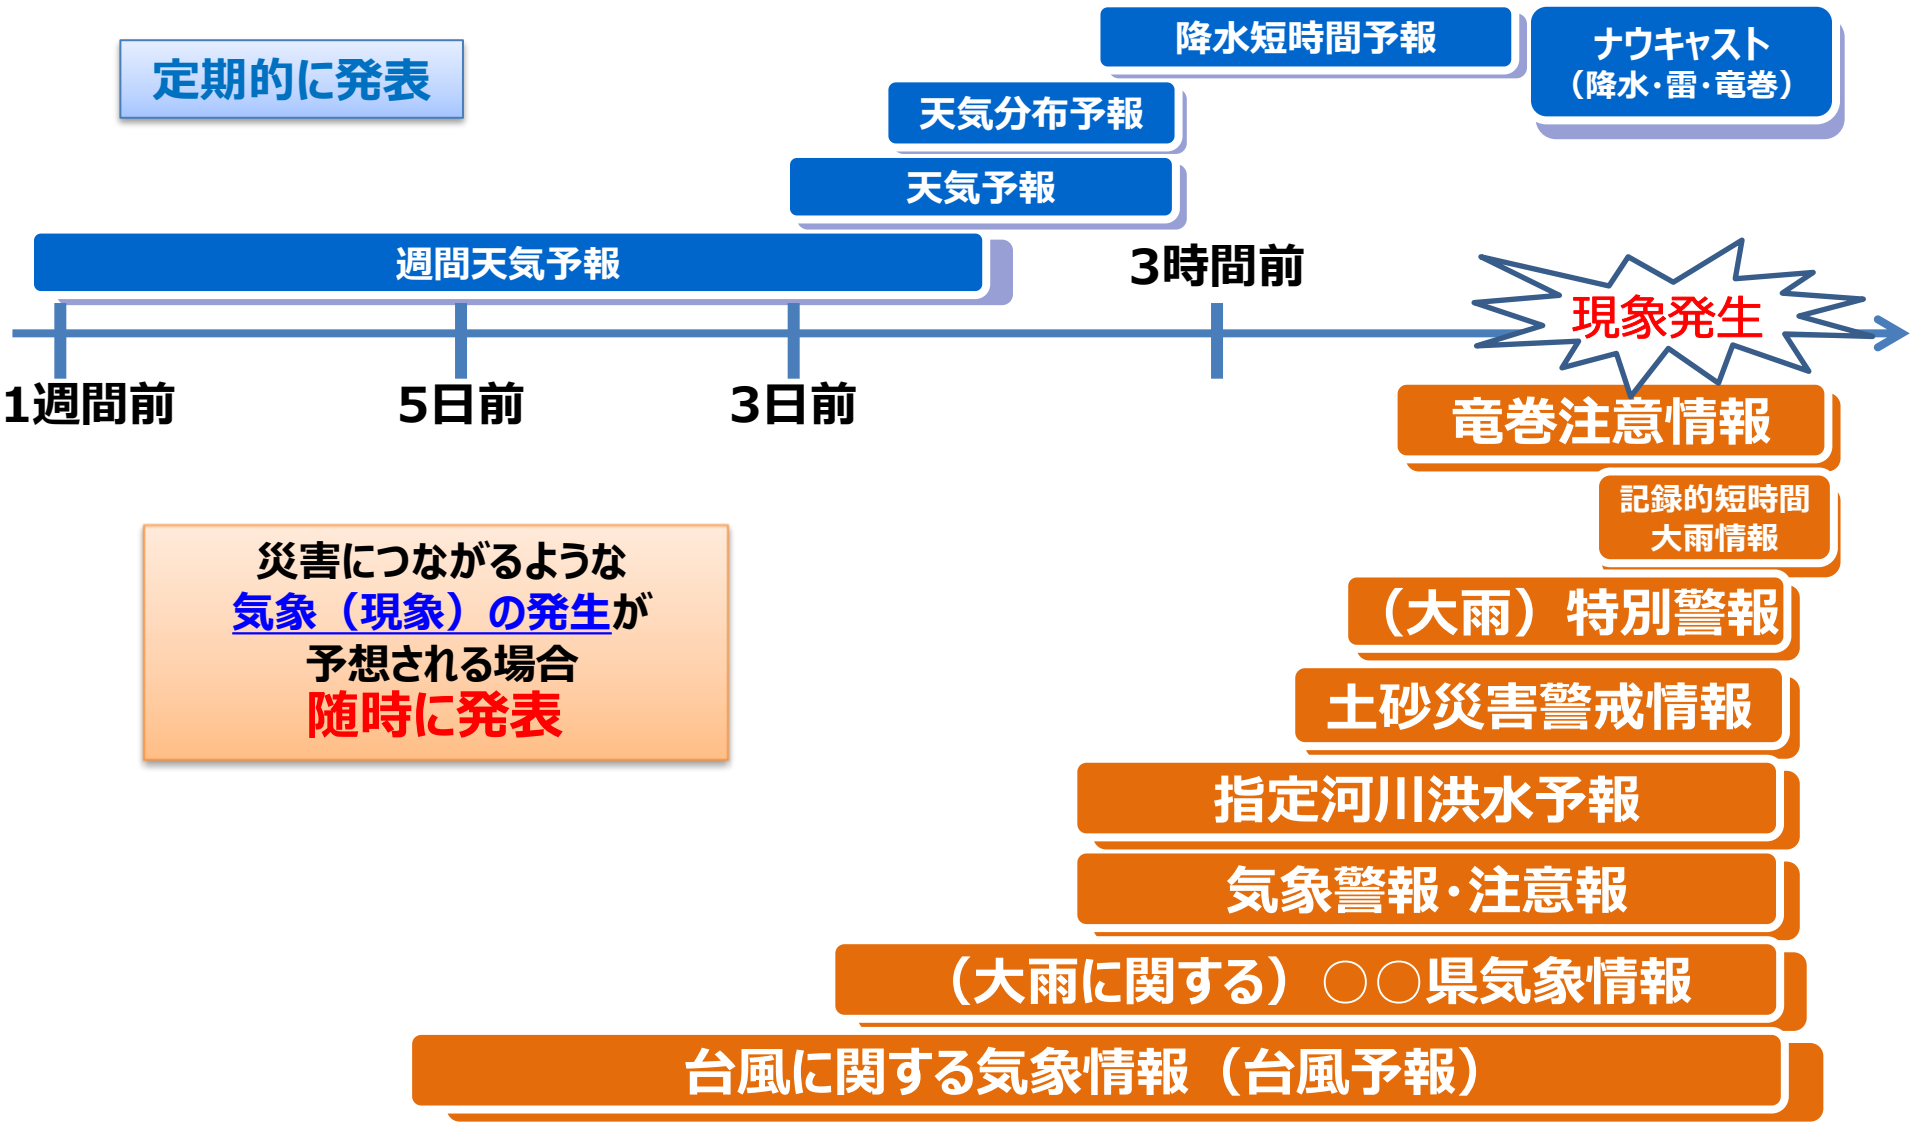 定期的に発表
降水短時間予報
ナウキャスト
（降水・雷・竜巻）
天気分布予報
天気予報
週間天気予報
3時間前
現象発生
1週間前
5日前
3日前
竜巻注意情報
記録的短時間
大雨情報
災害につながるような
気象（現象）の発生が
予想される場合
随時に発表
（大雨）特別警報
土砂災害警戒情報
指定河川洪水予報
気象警報・注意報
（大雨に関する）○○県気象情報
台風に関する気象情報（台風予報）